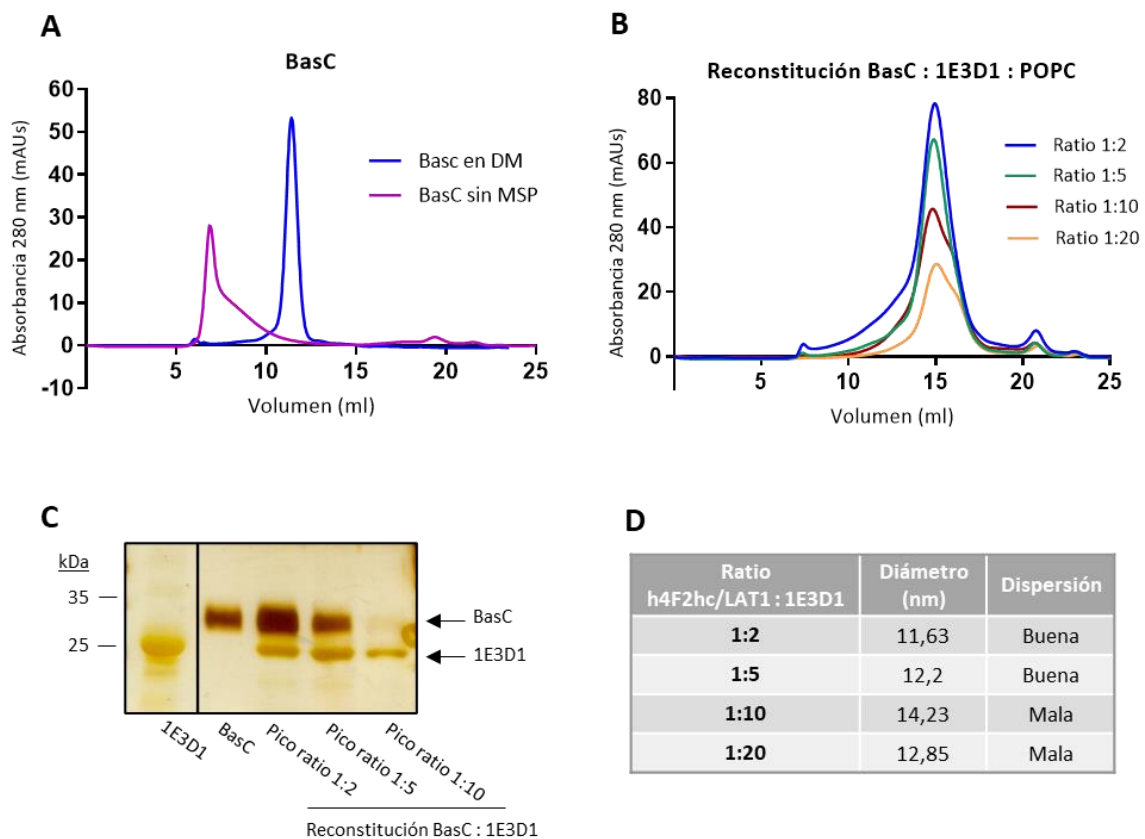 A
BasC
Absorbancia 280 nm (mAUs)
60
50
40
30
20
10
0
-10
5
10
15
20
25
Volumen (ml)
Basc en DM
BasC sin MSP
B
Reconstitución BasC : 1E3D1 : POPC
Absorbancia 280 nm (mAUs)
80
60
40
20
0
5
10
15
20
25
Volumen (ml)
Ratio 1:2
Ratio 1:5
Ratio 1:10
Ratio 1:20
C
kDa
35
25
BasC
1E3D1
1E3D1
BasC
Pico ratio 1:2
Pico ratio 1:5
Pico ratio 1:10
Reconstitución BasC : 1E3D1
D
Ratio h4F2hc/LAT1 : 1E3D1 Diámetro (nm) Dispersión
1:2 11,63 Buena
1:5 12,2 Buena
1:10 14,23 Mala
1:20 12,85 Mala